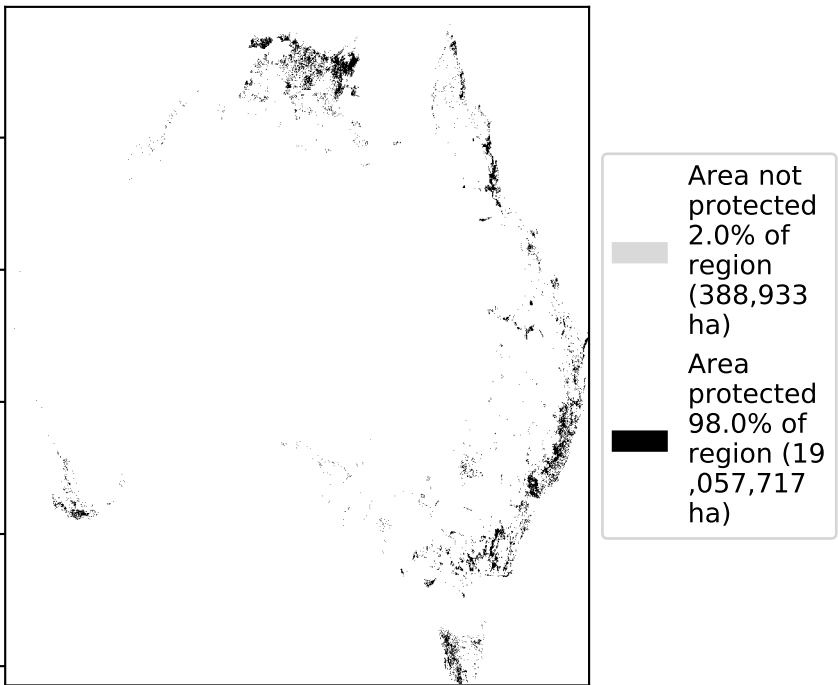 Area not
protected
2.0% of
region
(388,933
ha)
Area
protected
98.0% of
region (19
,057,717
ha)